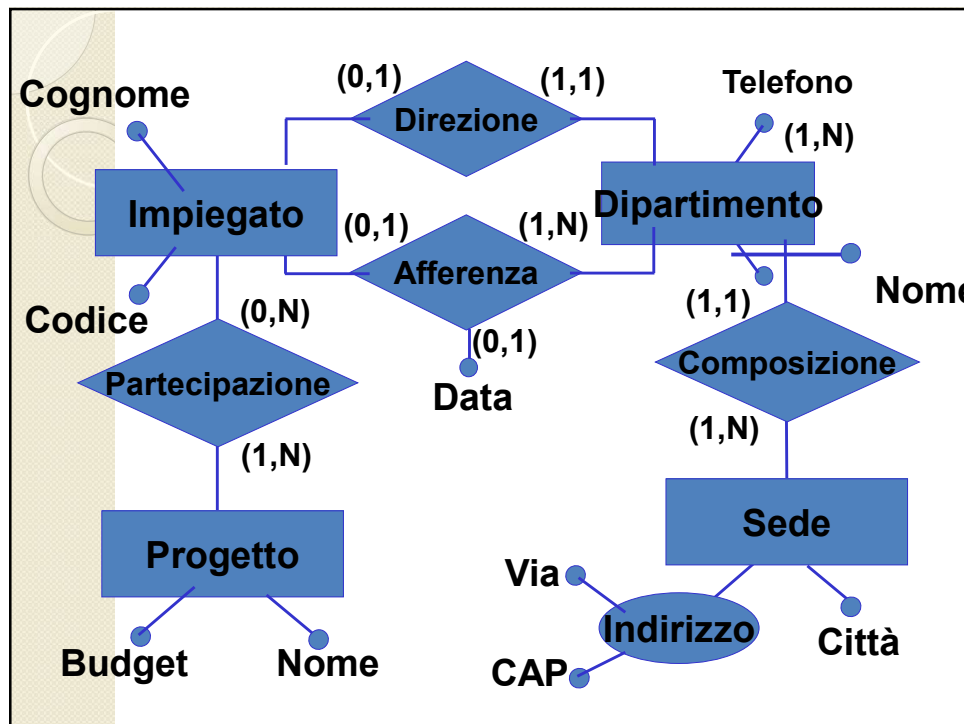 (0,1)
(1,1)
Telefono
Cognome
Direzione
(1,N)
Impiegato
Dipartimento
(0,1)
(1,N)
Afferenza
Nome
Codice
(0,N)
(1,1)
(0,1)
Partecipazione
Composizione
Data
(1,N)
(1,N)
Sede
Progetto
Via
Indirizzo
Città
Budget
Nome
CAP